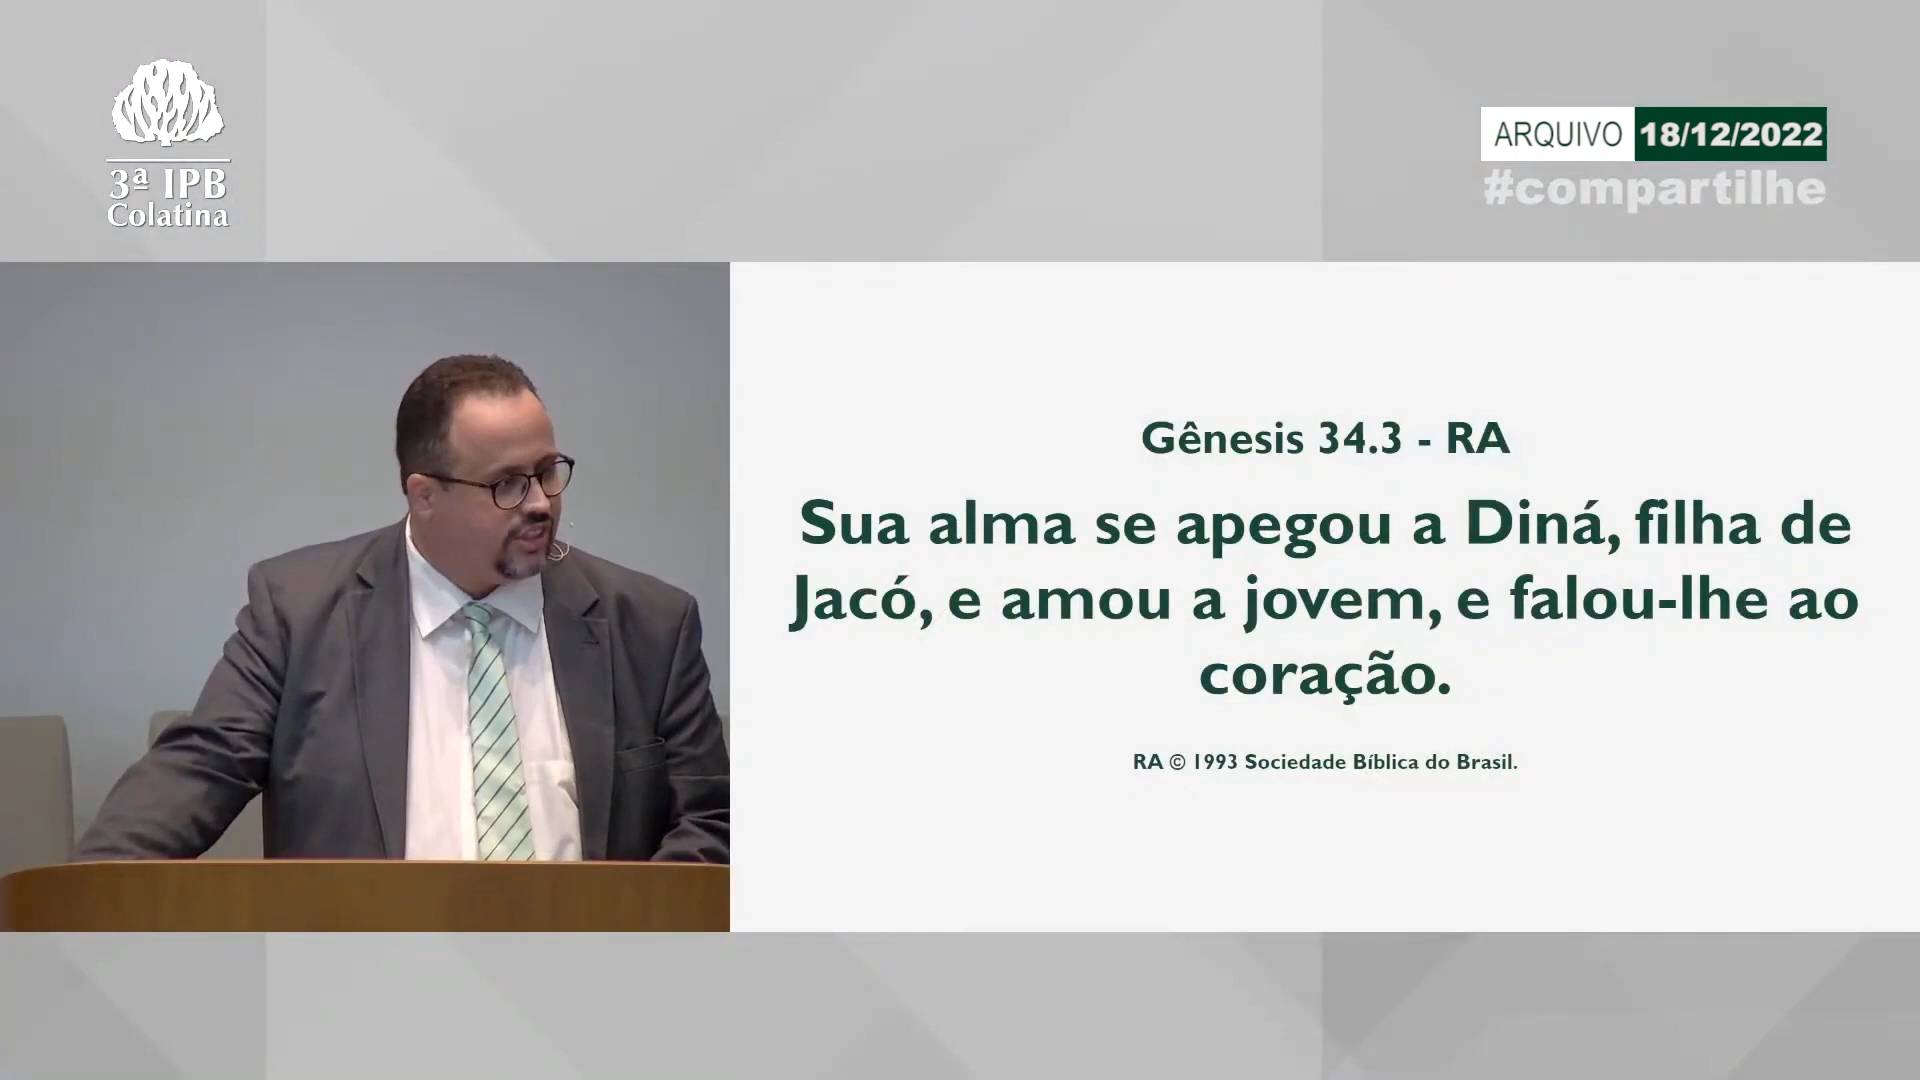 3ª IPB
Colatina
ARQUIVO 18/12/2022
#compartilhe
Gênesis 34.3 - RA
Sua alma se apegou a Diná, filha de
Jacó, e amou a jovem, e falou-lhe ao
coração.
RA © 1993 Sociedade Bíblica do Brasil.